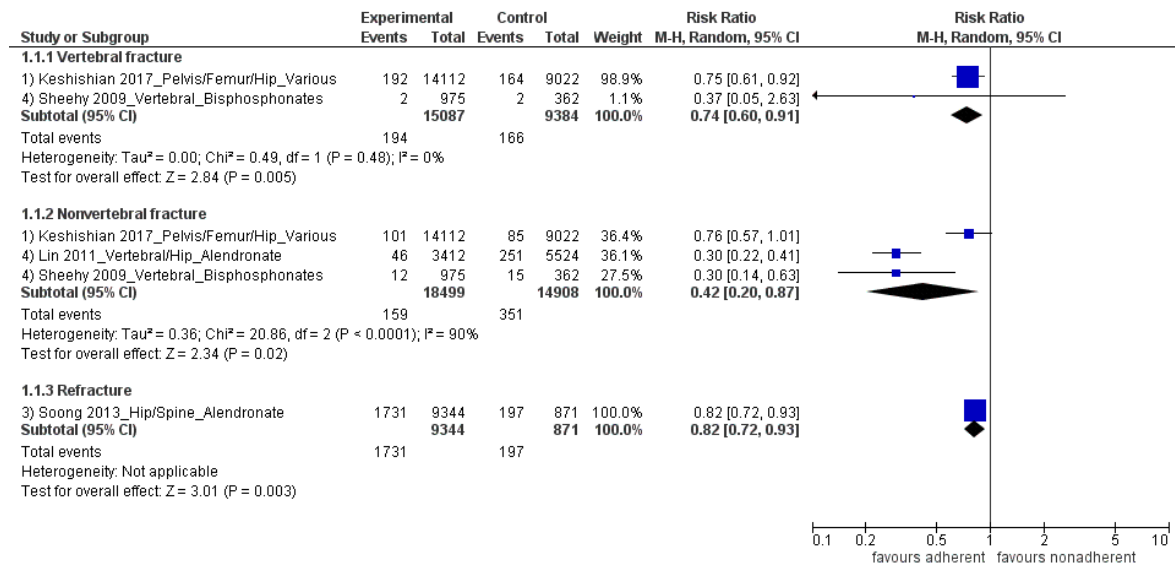 Experimental Control Risk Ratio Risk Ratio
Study or Subgroup Events Total Events Total Weight M-H, Random, 95% CI M-H, Random, 95% CI
1.1.1 Vertebral fracture
1) Keshishian 2017_Pelvis/Femur/Hip_Various 192 14112 164 9022 98.9% 0.75 [0.61, 0.92]
4) Sheehy 2009_Vertebral_Bisphosphonates 2 975 2 362 1.1% 0.37 [0.05, 2.63]
Subtotal (95% CI) 15087 9384 100.0% 0.74 [0.60, 0.91]
Total events 194 166
Heterogeneity: Tau² = 0.00; Chi² = 0.49, df = 1 (P = 0.48); I² = 0%
Test for overall effect: Z = 2.84 (P = 0.005)
1.1.2 Nonvertebral fracture
1) Keshishian 2017_Pelvis/Femur/Hip_Various 101 14112 85 9022 36.4% 0.76 [0.57, 1.01]
4) Lin 2011_Vertebral/Hip_Alendronate 46 3412 251 5524 36.1% 0.30 [0.22, 0.41]
4) Sheehy 2009_Vertebral_Bisphosphonates 12 975 15 362 27.5% 0.30 [0.14, 0.63]
Subtotal (95% CI) 18499 14908 100.0% 0.42 [0.20, 0.87]
Total events 159 351
Heterogeneity: Tau² = 0.36; Chi² = 20.86, df = 2 (P < 0.0001); I² = 90%
Test for overall effect: Z = 2.34 (P = 0.02)
1.1.3 Refracture
3) Soong 2013_Hip/Spine_Alendronate 1731 9344 197 871 100.0% 0.82 [0.72, 0.93]
Subtotal (95% CI) 9344 871 100.0% 0.82 [0.72, 0.93]
Total events 1731 197
Heterogeneity: Not applicable
Test for overall effect: Z = 3.01 (P = 0.003)
0.1 0.2 0.5 1 2 5 10
favours adherent favours nonadherent